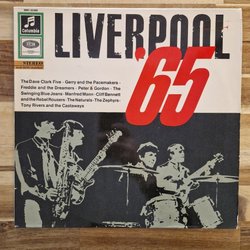 Columbia
STEREO
LIVERPOOL
'65
The Dave Clark Five · Gerry and the Pacemakers ·
Freddie and the Dreamers · Peter & Gordon · The
Swinging Blue Jeans · Manfred Mann · Cliff Bennett
and the Rebel Rousers · The Naturals · The Zephyrs ·
Tony Rivers and the Castaways